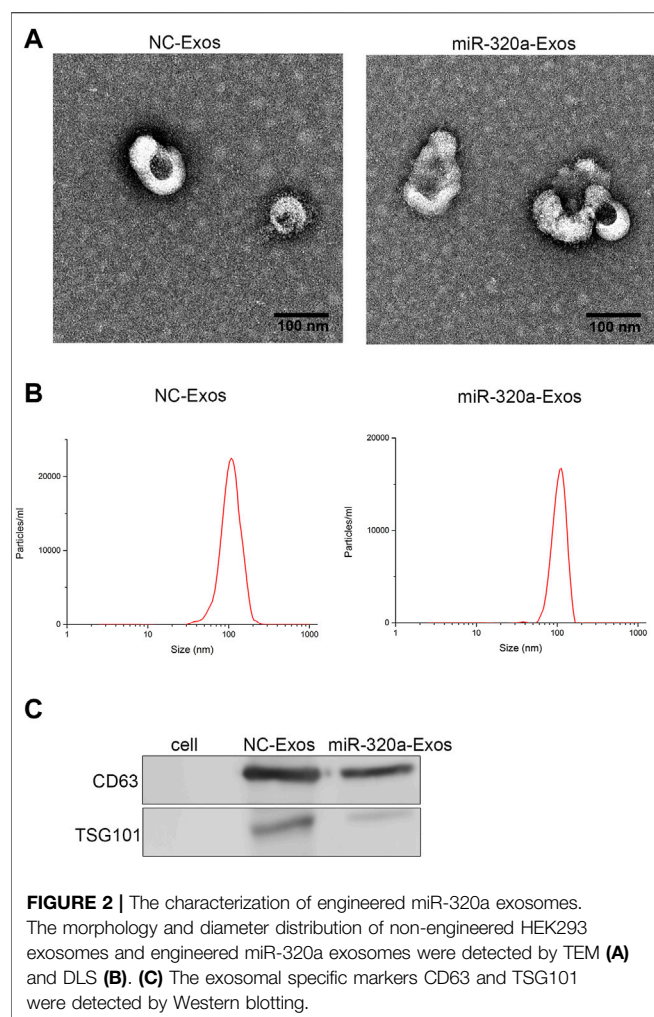 A
NC-Exos
miR-320a-Exos
100 nm
100 nm
B
NC-Exos
miR-320a-Exos
Particles/ml
20000
10000
0
1
10
100
1000
Size (nm)
Particles/ml
20000
10000
0
1
10
100
1000
Size (nm)
C
cell NC-Exos miR-320a-Exos
CD63
TSG101
FIGURE 2 | The characterization of engineered miR-320a exosomes.
The morphology and diameter distribution of non-engineered HEK293
exosomes and engineered miR-320a exosomes were detected by TEM (A)
and DLS (B). (C) The exosomal specific markers CD63 and TSG101
were detected by Western blotting.